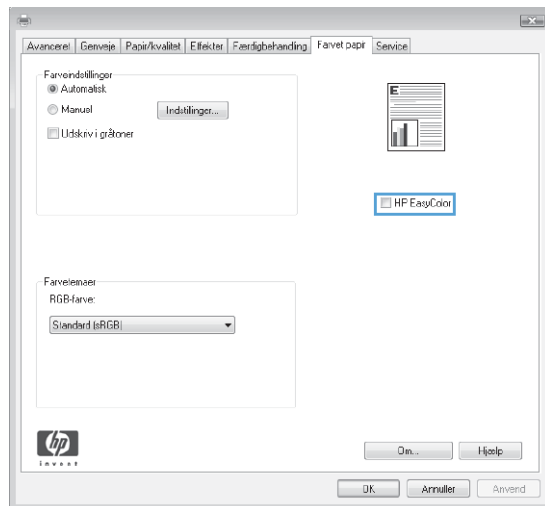 Avanceret Genveje Papir/kvalitet Effekter Færdigbehandling Farvet papir Service
Farveindstillinger
Automatisk
Manuel Indstillinger...
Udskriv i gråtoner
E
HP EasyColor
Farvetemaer
RGB-farve:
Standard (sRGB)
hp
invent
Om... Hjælp
OK Annuller Anvend